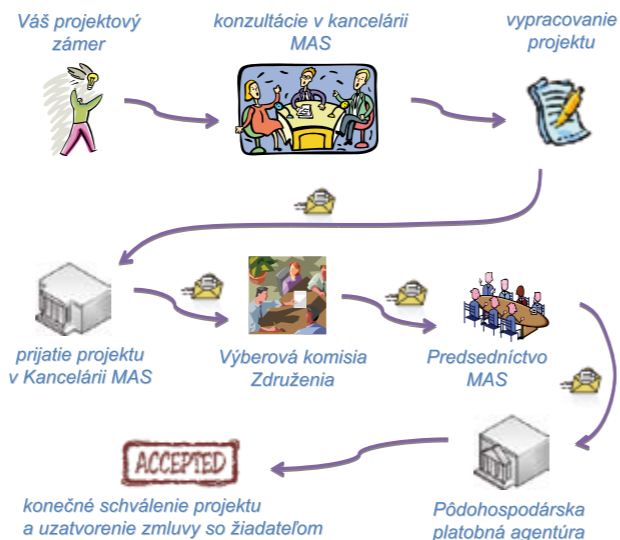 Váš projektový
zámer
konzultácie v kancelárii
MAS
vypracovanie
projektu
prijatie projektu
v Kancelárii MAS
Výberová komisia
Združenia
Predsedníctvo
MAS
ACCEPTED
konečné schválenie projektu
a uzatvorenie zmluvy so žiadateľom
Pôdohospodárska
platobná agentúra